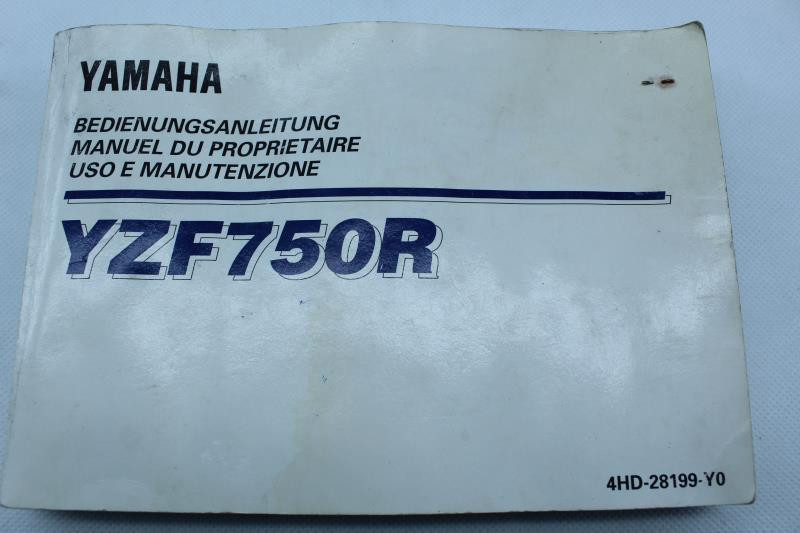 YAMAHA
BEDIENUNGSANLEITUNG
MANUEL DU PROPRIETAIRE
USO E MANUTENZIONE
YZF750R
4HD-28199-Y0